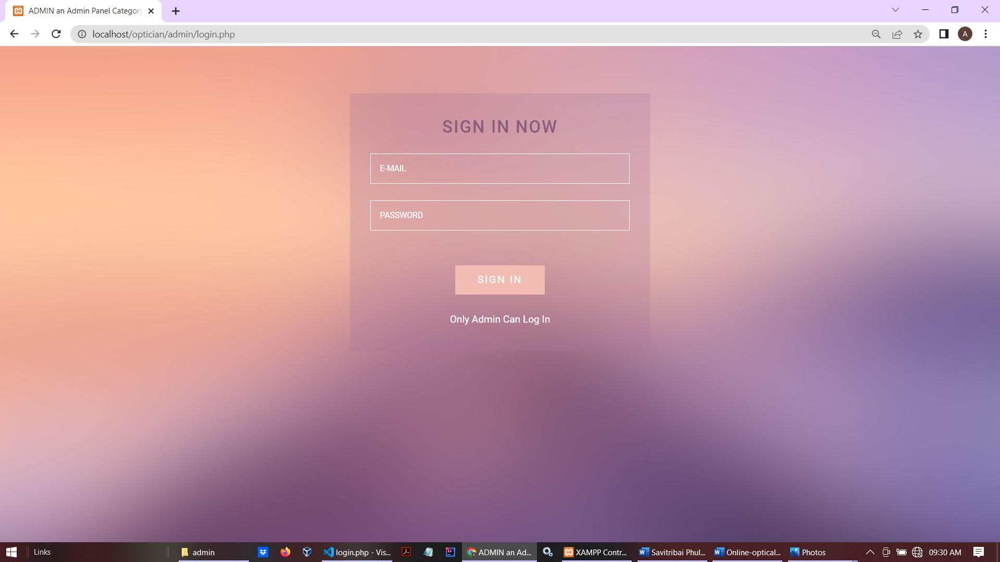 ADMIN an Admin Panel Category
localhost/optician/admin/login.php
A
SIGN IN NOW
E-MAIL
PASSWORD
SIGN IN
Only Admin Can Log In
Links
admin
login.php - Vis...
ADMIN an Ad...
XAMPP Contr...
Savitribai Phul...
Online-optical...
Photos
09:30 AM